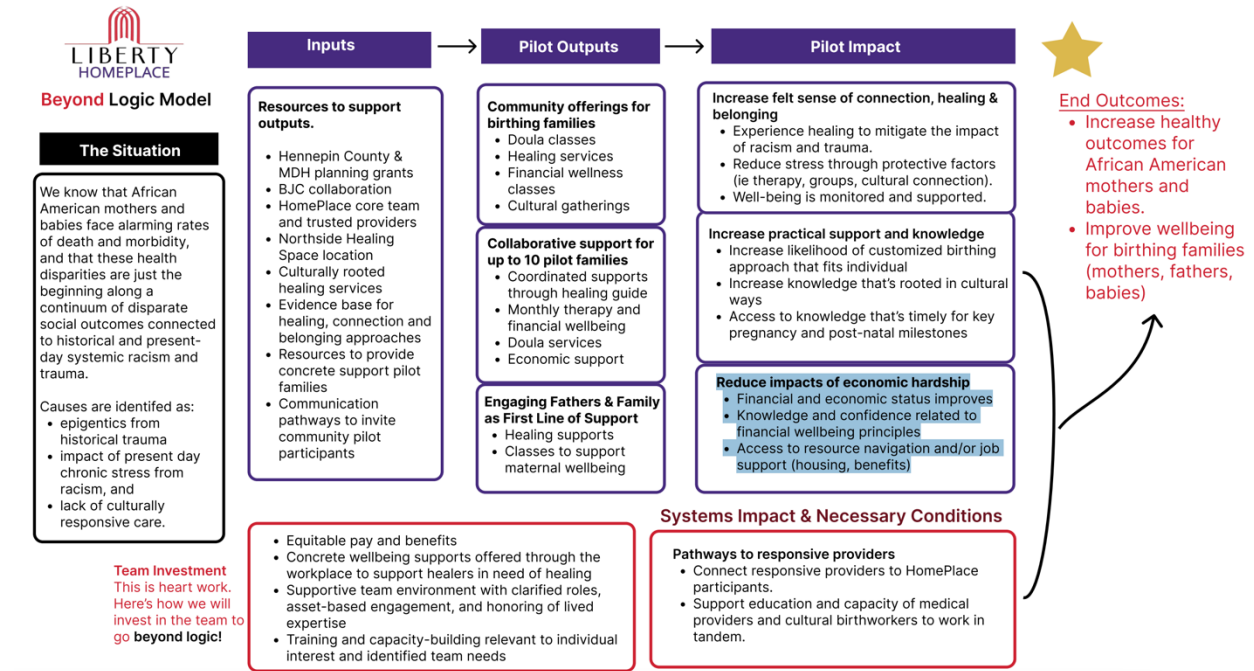 LIBERTY
HOMEPLACE
Beyond Logic Model
The Situation
We know that African
American mothers and
babies face alarming rates
of death and morbidity,
and that these health
disparities are just the
beginning along a
continuum of disparate
social outcomes connected
to historical and present-
day systemic racism and
trauma.
Causes are identifed as:
• epigentics from
historical trauma
• impact of present day
chronic stress from
racism, and
• lack of culturally
responsive care.
Inputs
Resources to support
outputs.
• Hennepin County &
MDH planning grants
• BJC collaboration
• HomePlace core team
and trusted providers
• Northside Healing
Space location
• Culturally rooted
healing services
• Evidence base for
healing, connection and
belonging approaches
• Resources to provide
concrete support pilot
families
• Communication
pathways to invite
community pilot
participants
Pilot Outputs
Community offerings for
birthing families
• Doula classes
• Healing services
• Financial wellness
classes
• Cultural gatherings
Collaborative support for
up to 10 pilot families
• Coordinated supports
through healing guide
• Monthly therapy and
financial wellbeing
• Doula services
• Economic support
Engaging Fathers & Family
as First Line of Support
• Healing supports
• Classes to support
maternal wellbeing
Pilot Impact
Increase felt sense of connection, healing &
belonging
• Experience healing to mitigate the impact
of racism and trauma.
• Reduce stress through protective factors
(ie therapy, groups, cultural connection).
• Well-being is monitored and supported.
Increase practical support and knowledge
• Increase likelihood of customized birthing
approach that fits individual
• Increase knowledge that's rooted in cultural
ways
• Access to knowledge that's timely for key
pregnancy and post-natal milestones
Reduce impacts of economic hardship
• Financial and economic status improves
• Knowledge and confidence related to
financial wellbeing principles
• Access to resource navigation and/or job
support (housing, benefits)
End Outcomes:
• Increase healthy
outcomes for
African American
mothers and
babies.
• Improve wellbeing
for birthing families
(mothers, fathers,
babies)
Team Investment
This is heart work.
Here's how we will
invest in the team to
go beyond logic!
• Equitable pay and benefits
• Concrete wellbeing supports offered through the
workplace to support healers in need of healing
• Supportive team environment with clarified roles,
asset-based engagement, and honoring of lived
expertise
• Training and capacity-building relevant to individual
interest and identified team needs
Systems Impact & Necessary Conditions
Pathways to responsive providers
• Connect responsive providers to HomePlace
participants.
• Support education and capacity of medical
providers and cultural birthworkers to work in
tandem.